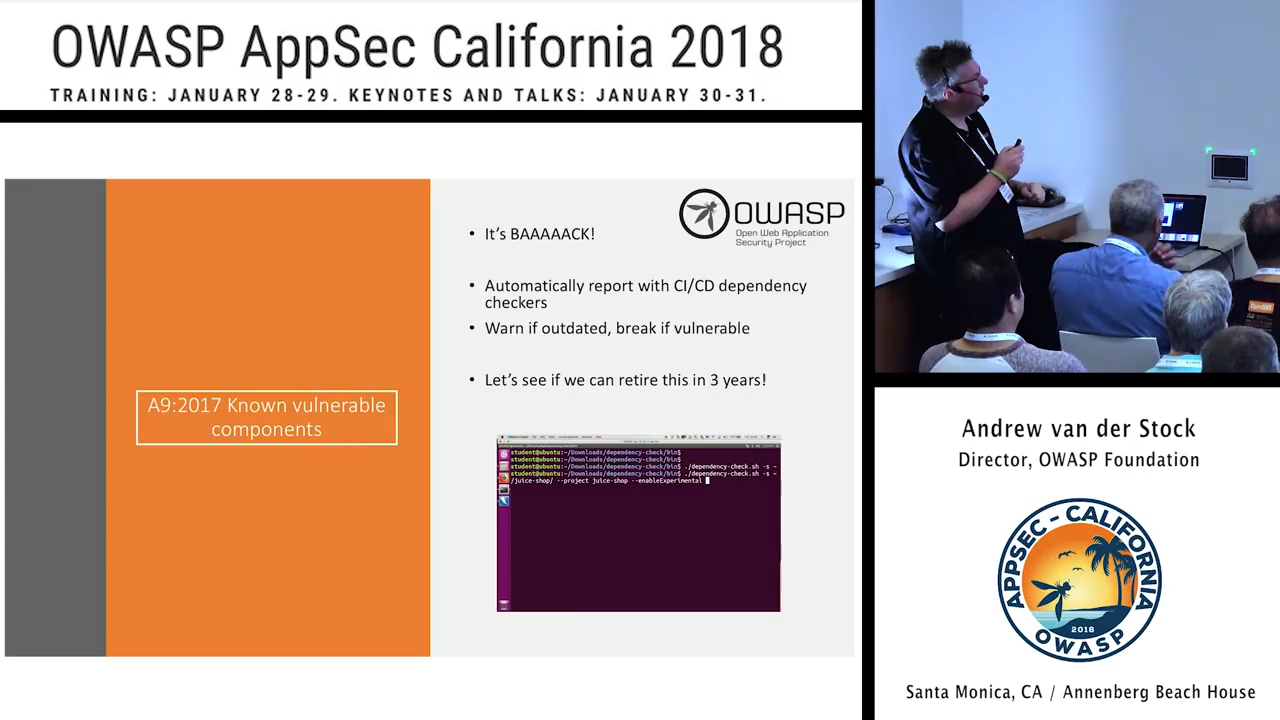 OWASP AppSec California 2018
TRAINING: JANUARY 28-29. KEYNOTES AND TALKS: JANUARY 30-31.
A9:2017 Known vulnerable
components
OWASP
Open Web Application
Security Project
• It's BAAAAACK!
• Automatically report with CI/CD dependency
checkers
• Warn if outdated, break if vulnerable
• Let's see if we can retire this in 3 years!
student@ubuntu:~/Downloads/dependency-check/bin$
student@ubuntu:~/Downloads/dependency-check/bin$
student@ubuntu:~/Downloads/dependency-check/bin$ ./dependency-check.sh -s ~
student@ubuntu:~/Downloads/dependency-check/bin$ ./dependency-check.sh -s ~
/juice-shop/ --project juice-shop --enableExperimental
Andrew van der Stock
Director, OWASP Foundation
APPSEC - CALIFORNIA
2018
OWASP
Santa Monica, CA / Annenberg Beach House